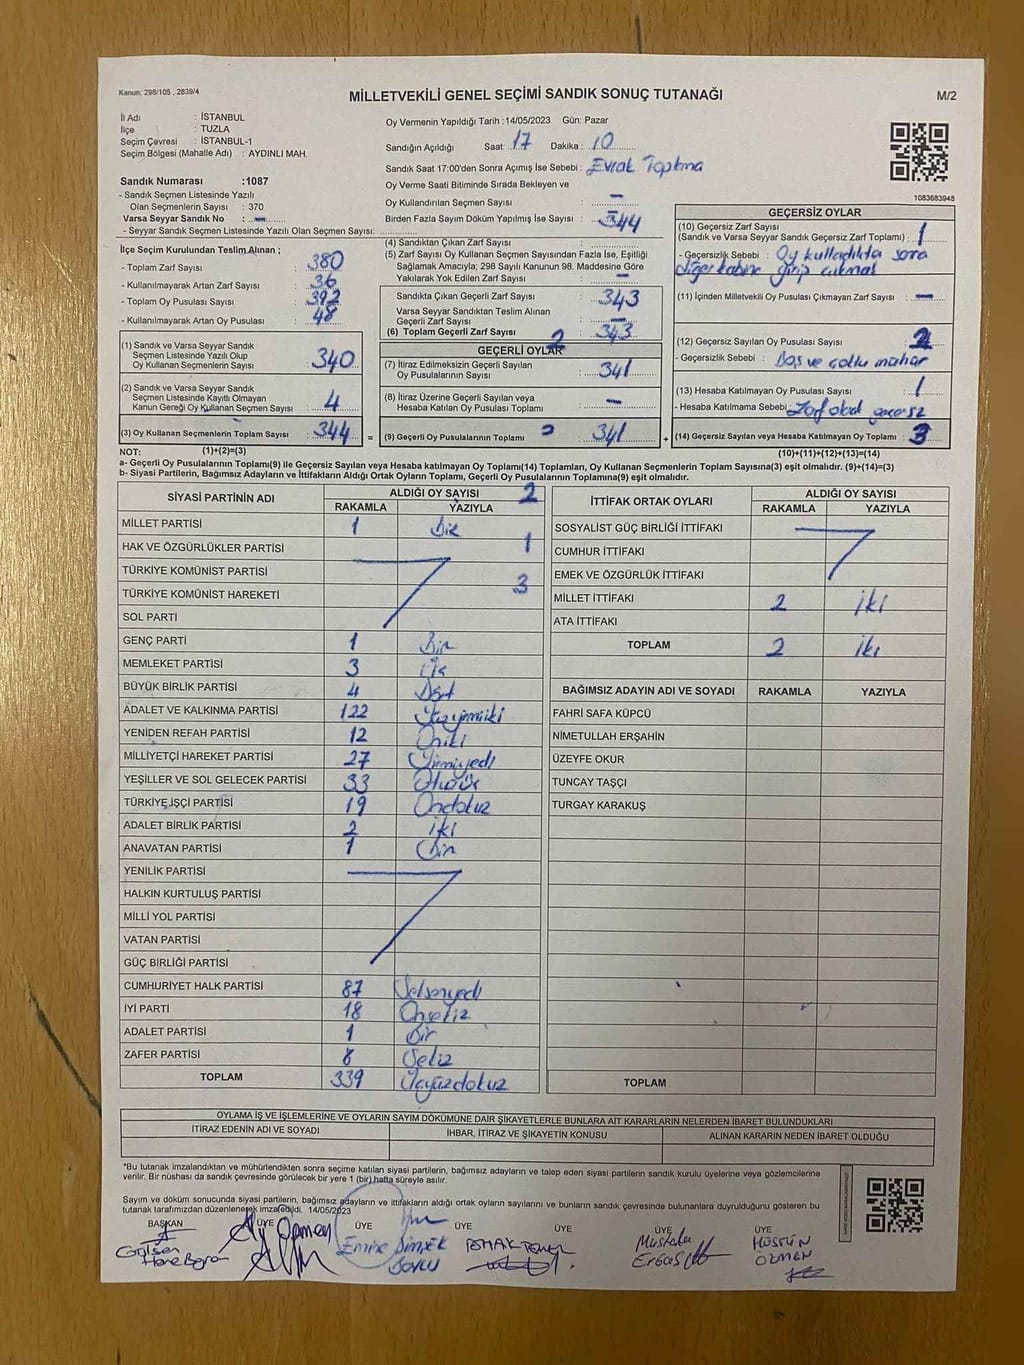 Kanun: 298/105 , 2839/4
MİLLETVEKİLİ GENEL SEÇİMİ SANDIK SONUÇ TUTANAĞI
M/2
İl Adı : İSTANBUL
İlçe : TUZLA
Seçim Çevresi : İSTANBUL-1
Seçim Bölgesi (Mahalle Adı) : AYDINLI MAH.
Oy Vermenin Yapıldığı Tarih :14/05/2023 Gün: Pazar
Sandığın Açıldığı Saat: 17 Dakika : 10
Sandık Saat 17:00'den Sonra Açımış İse Sebebi : Evrak Toplama
Oy Verme Saati Bitiminde Sırada Bekleyen ve
Oy Kullandırılan Seçmen Sayısı : -
Birden Fazla Sayım Döküm Yapılmış İse Sayısı : -
1083683948
Sandık Numarası :1087
- Sandık Seçmen Listesinde Yazılı
Olan Seçmenlerin Sayısı : 370
Varsa Seyyar Sandık No : -
- Seyyar Sandık Seçmen Listesinde Yazılı Olan Seçmen Sayısı:
İlçe Seçim Kurulundan Teslim Alınan ;
- Toplam Zarf Sayısı : 380
- Kullanılmayarak Artan Zarf Sayısı : 36
- Toplam Oy Pusulası Sayısı : 392
- Kullanılmayarak Artan Oy Pusulası : 48
(4) Sandıktan Çıkan Zarf Sayısı : 344
(5) Zarf Sayısı Oy Kullanan Seçmen Sayısından Fazla İse, Eşitliği
Sağlamak Amacıyla; 298 Sayılı Kanunun 98. Maddesine Göre
Yakılarak Yok Edilen Zarf Sayısı : -
Sandıkta Çıkan Geçerli Zarf Sayısı : 343
Varsa Seyyar Sandıktan Teslim Alınan
Geçerli Zarf Sayısı : -
(6) Toplam Geçerli Zarf Sayısı : 343
GEÇERSİZ OYLAR
(10) Geçersiz Zarf Sayısı
(Sandık ve Varsa Seyyar Sandık Geçersiz Zarf Toplamı) : 1
- Geçersizlik Sebebi : Oy kulladıkta sora
diğer kabine girip çıkması
(11) İçinden Milletvekili Oy Pusulası Çıkmayan Zarf Sayısı : -
(12) Geçersiz Sayılan Oy Pusulası Sayısı : 2
- Geçersizlik Sebebi : Boş ve çoklu mühür
(13) Hesaba Katılmayan Oy Pusulası Sayısı : 1
- Hesaba Katılmama Sebebi : Zarf geçersiz
(14) Geçersiz Sayılan veya Hesaba Katılmayan Oy Toplamı : 3
(10)+(11)+(12)+(13)=(14)
(1) Sandık ve Varsa Seyyar Sandık
Seçmen Listesinde Yazılı Olup
Oy Kullanan Seçmenlerin Sayısı : 340
(2) Sandık ve Varsa Seyyar Sandık
Seçmen Listesinde Kayıtlı Olmayan
Kanun Gereği Oy Kullanan Seçmen Sayısı : 4
(3) Oy Kullanan Seçmenlerin Toplam Sayısı : 344 =
(1)+(2)=(3)
GEÇERLİ OYLAR 2
(7) İtiraz Edilmeksizin Geçerli Sayılan
Oy Pusulalarının Sayısı : 341
(8) İtiraz Üzerine Geçerli Sayılan veya
Hesaba Katılan Oy Pusulası Toplamı : -
(9) Geçerli Oy Pusulalarının Toplamı : 341 +
NOT:
a- Geçerli Oy Pusulalarının Toplamı(9) ile Geçersiz Sayılan veya Hesaba katılmayan Oy Toplamı(14) Toplamları, Oy Kullanan Seçmenlerin Toplam Sayısına(3) eşit olmalıdır. (9)+(14)=(3)
b- Siyasi Partilerin, Bağımsız Adayların ve İttifakların Aldığı Ortak Oyların Toplamı, Geçerli Oy Pusulalarının Toplamına(9) eşit olmalıdır.
SİYASİ PARTİNİN ADI ALDIĞI OY SAYISI 2
RAKAMLA YAZIYLA
MİLLET PARTİSİ 1 Bir
HAK VE ÖZGÜRLÜKLER PARTİSİ 1
TÜRKİYE KOMÜNİST PARTİSİ 3
TÜRKİYE KOMÜNİST HAREKETİ
SOL PARTİ
GENÇ PARTİ 1 Bir
MEMLEKET PARTİSİ 3 Üç
BÜYÜK BİRLİK PARTİSİ 4 Dört
ADALET VE KALKINMA PARTİSİ 122 Yüzyirmiiki
YENİDEN REFAH PARTİSİ 12 Oniki
MİLLİYETÇİ HAREKET PARTİSİ 27 Yirmiyedi
YEŞİLLER VE SOL GELECEK PARTİSİ 33 Otuzüç
TÜRKİYE İŞÇİ PARTİSİ 19 Ondokuz
ADALET BİRLİK PARTİSİ 2 iki
ANAVATAN PARTİSİ 1 Bir
YENİLİK PARTİSİ
HALKIN KURTULUŞ PARTİSİ
MİLLİ YOL PARTİSİ
VATAN PARTİSİ
GÜÇ BİRLİĞİ PARTİSİ
CUMHURİYET HALK PARTİSİ 87 Seksenyedi
İYİ PARTİ 18 Onsekiz
ADALET PARTİSİ 1 Bir
ZAFER PARTİSİ 8 Sekiz
TOPLAM 339 Üçyüzdokuz
İTTİFAK ORTAK OYLARI ALDIĞI OY SAYISI
RAKAMLA YAZIYLA
SOSYALİST GÜÇ BİRLİĞİ İTTİFAKI
CUMHUR İTTİFAKI
EMEK VE ÖZGÜRLÜK İTTİFAKI
MİLLET İTTİFAKI 2 iki
ATA İTTİFAKI
TOPLAM 2 iki
BAĞIMSIZ ADAYIN ADI VE SOYADI RAKAMLA YAZIYLA
FAHRİ SAFA KÜPCÜ
NİMETULLAH ERŞAHİN
ÜZEYFE OKUR
TUNCAY TAŞÇI
TURGAY KARAKUŞ
TOPLAM
OYLAMA İŞ VE İŞLEMLERİNE VE OYLARIN SAYIM DÖKÜMÜNE DAİR ŞİKAYETLERLE BUNLARA AİT KARARLARIN NELERDEN İBARET BULUNDUKLARI
İTİRAZ EDENİN ADI VE SOYADI İHBAR, İTİRAZ VE ŞİKAYETİN KONUSU ALINAN KARARIN NEDEN İBARET OLDUĞU
*Bu tutanak imzalandıktan ve mühürlendikten sonra seçime katılan siyasi partilerin, bağımsız adayların ve talep eden siyasi partilerin sandık kurulu üyelerine veya gözlemcilerine
verilir. Bir nüshası da sandık çevresinde görülecek bir yere 1 (bir) hafta süreyle asılır.
Sayım ve döküm sonucunda siyasi partilerin, bağımsız adayların ve ittifakların aldığı ortak oyların sayılarını ve bunların sandık çevresinde bulunanlara duyrulduğunu gösteren bu
tutanak tarafımızdan düzenlenerek imza edildi. 14/05/2023
BAŞKAN ÜYE ÜYE ÜYE ÜYE ÜYE ÜYE
Gülşen
Emine Şimşek
Mustafa
Hüsnün
Özmen